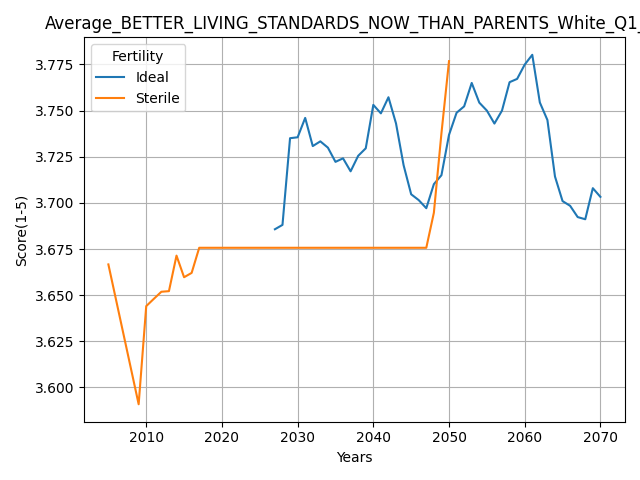 Average_BETTER_LIVING_STANDARDS_NOW_THAN_PARENTS_White_Q1_
Fertility
Ideal
Sterile
3.775
3.750
3.725
3.700
3.675
3.650
3.625
3.600
Score(1-5)
2010 2020 2030 2040 2050 2060 2070
Years